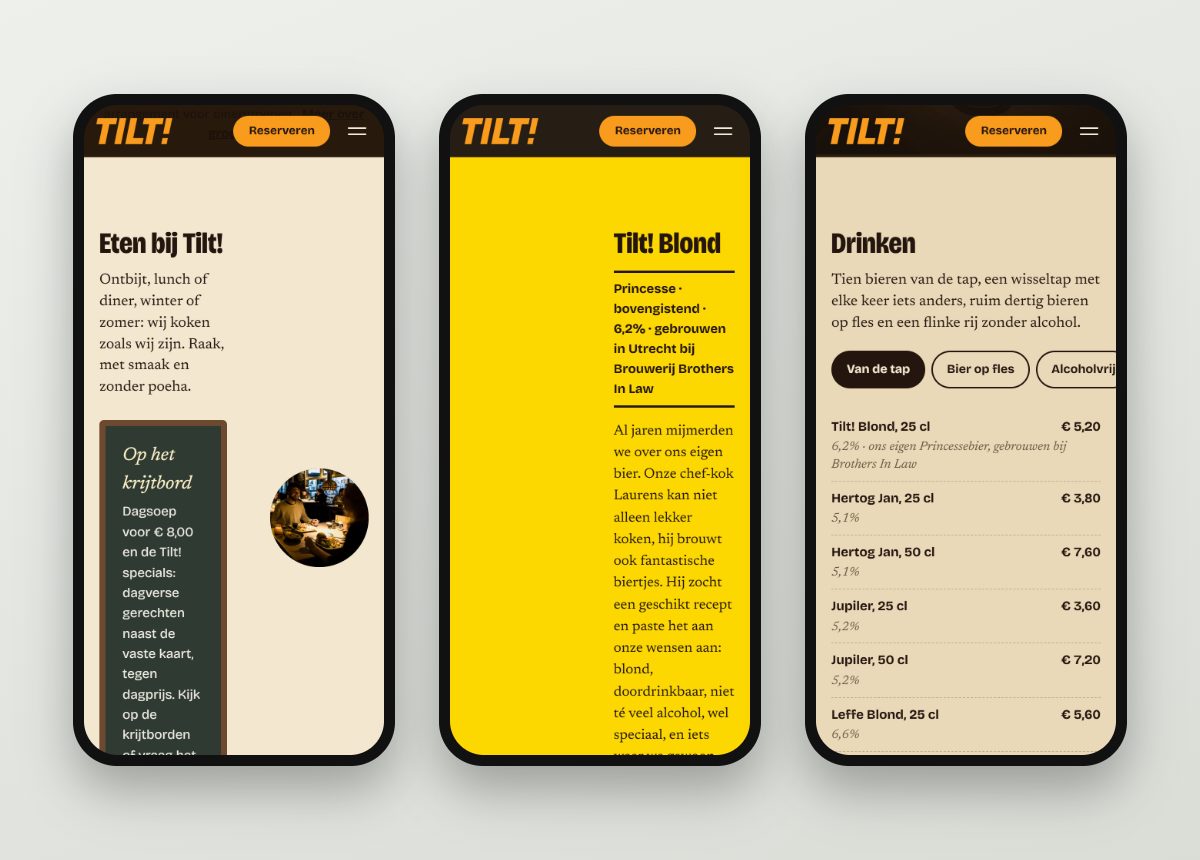 TILT!
Reserveren
Eten bij Tilt!
Ontbijt, lunch of
diner, winter of
zomer: wij koken
zoals wij zijn. Raak,
met smaak en
zonder poeha.
Op het
krijtbord
Dagsoep
voor € 8,00
en de Tilt!
specials:
dagverse
gerechten
naast de
vaste kaart,
tegen
dagprijs. Kijk
op de
krijtborden
of vraag het
TILT!
Reserveren
Tilt! Blond
Princesse ·
bovengistend ·
6,2% · gebrouwen
in Utrecht bij
Brouwerij Brothers
In Law
Al jaren mijmerden
we over ons eigen
bier. Onze chef-kok
Laurens kan niet
alleen lekker
koken, hij brouwt
ook fantastische
biertjes. Hij zocht
een geschikt recept
en paste het aan
onze wensen aan:
blond,
doordrinkbaar, niet
té veel alcohol, wel
speciaal, en iets
TILT!
Reserveren
Drinken
Tien bieren van de tap, een wisseltap met
elke keer iets anders, ruim dertig bieren
op fles en een flinke rij zonder alcohol.
Van de tap
Bier op fles
Alcoholvrij
Tilt! Blond, 25 cl € 5,20
6,2% · ons eigen Princessebier, gebrouwen bij
Brothers In Law
Hertog Jan, 25 cl € 3,80
5,1%
Hertog Jan, 50 cl € 7,60
5,1%
Jupiler, 25 cl € 3,60
5,2%
Jupiler, 50 cl € 7,20
5,2%
Leffe Blond, 25 cl € 5,60
6,6%